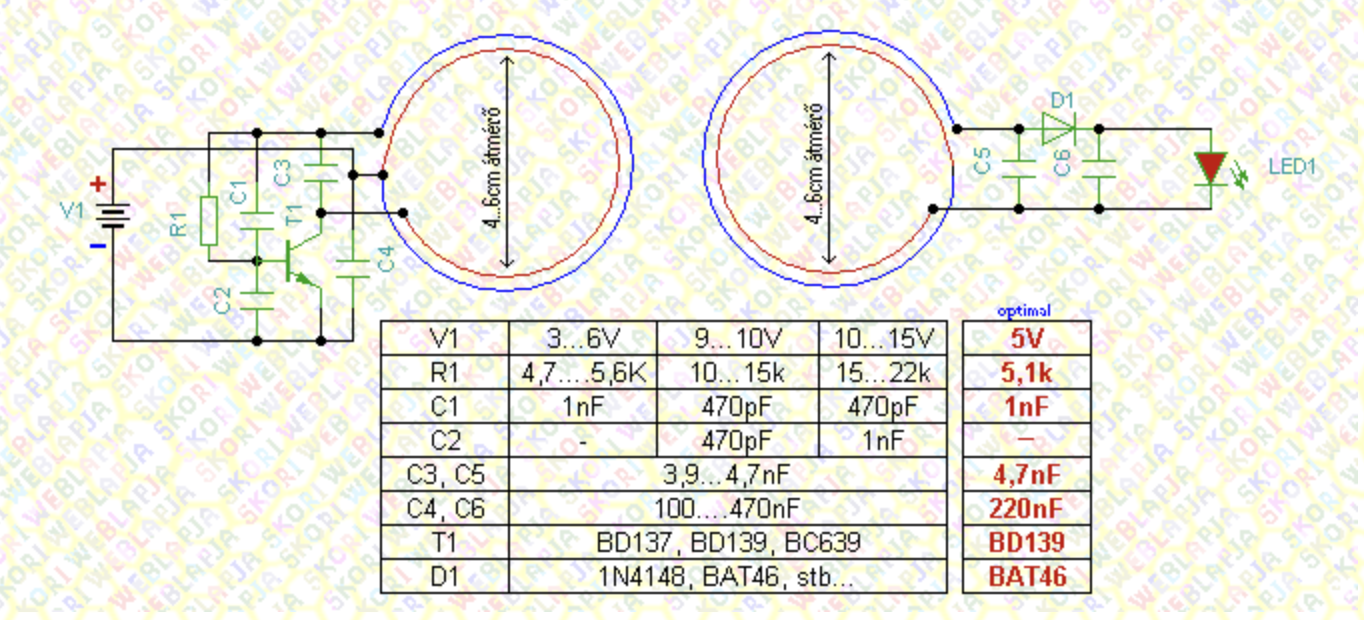 D1
C5
C6
LED1
4...6cm átmérő
4...6cm átmérő
C3
C1
T1
V1
+
-
R1
C4
C2
optimal
V1 3...6V 9...10V 10...15V 5V
R1 4,7....5,6K 10...15k 15...22k 5,1k
C1 1nF 470pF 470pF 1nF
C2 - 470pF 1nF –
C3, C5 3,9...4,7nF 4,7nF
C4, C6 100....470nF 220nF
T1 BD137, BD139, BC639 BD139
D1 1N4148, BAT46, stb... BAT46
SKORI WEBLAPJA